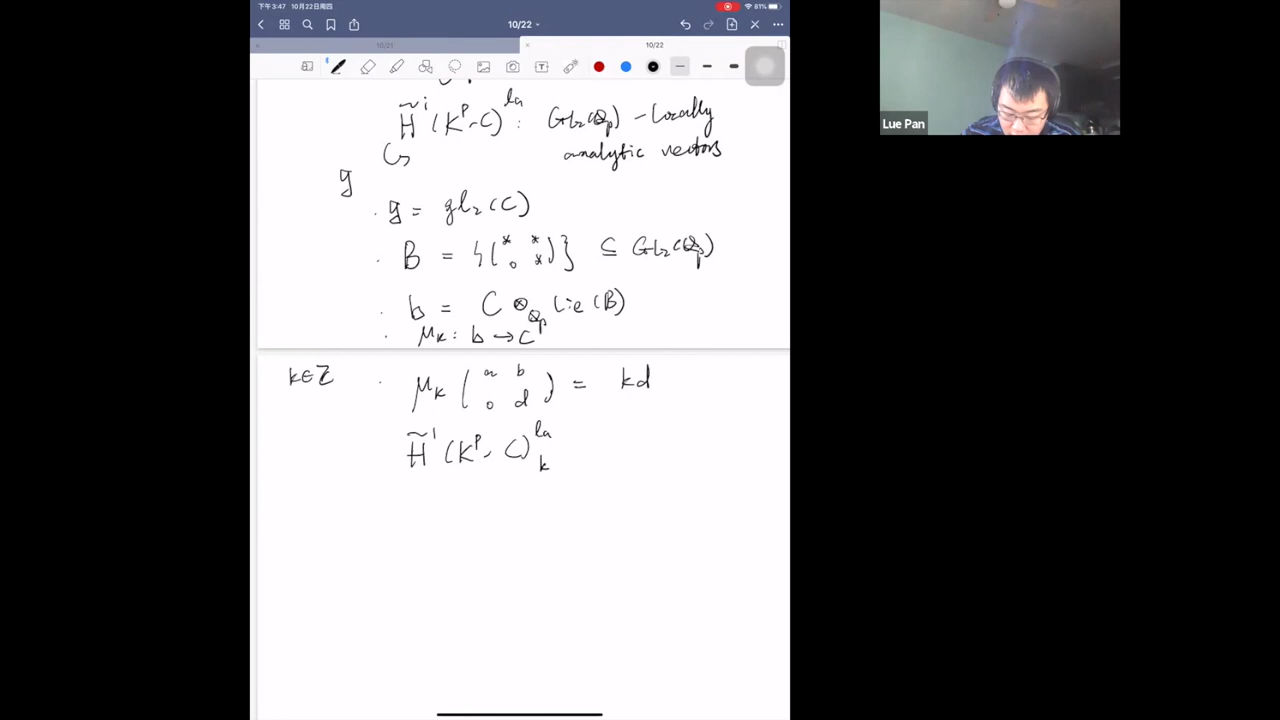 下午3:47 10月22日周四
81%
10/22
10/21
10/22
H̃ⁱ(Kᵖ, C)ˡᵃ : GL₂(ℚₚ) – locally
analytic vectors
g
· g = gl₂(C)
· B = {(* * 0 *)} ⊆ GL₂(ℚₚ)
· b = C ⊗_ℚₚ Lie(B)
· μₖ : b → C
k∈ℤ · μₖ (a b 0 d) = kd
H̃¹(Kᵖ, C)ˡᵃₖ
Lue Pan